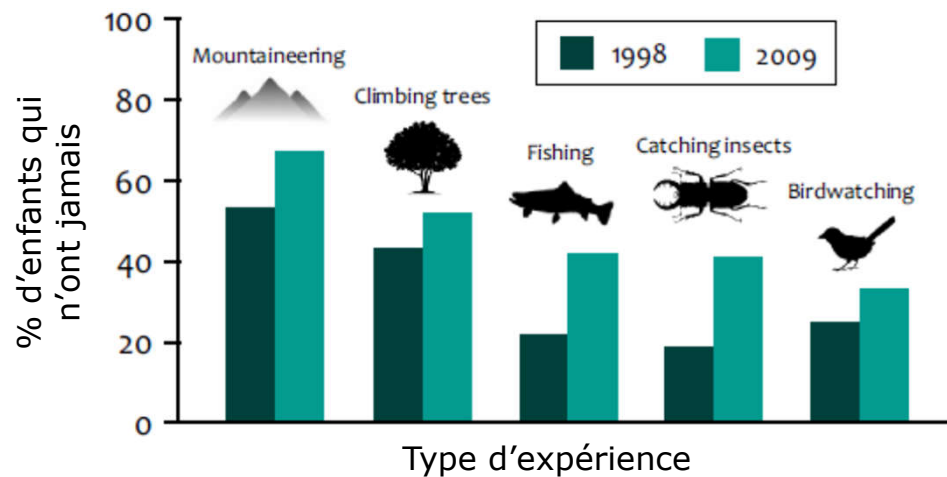 100
80
60
40
20
0
% d'enfants qui
n'ont jamais
Mountaineering
Climbing trees
Fishing
Catching insects
Birdwatching
1998
2009
Type d'expérience